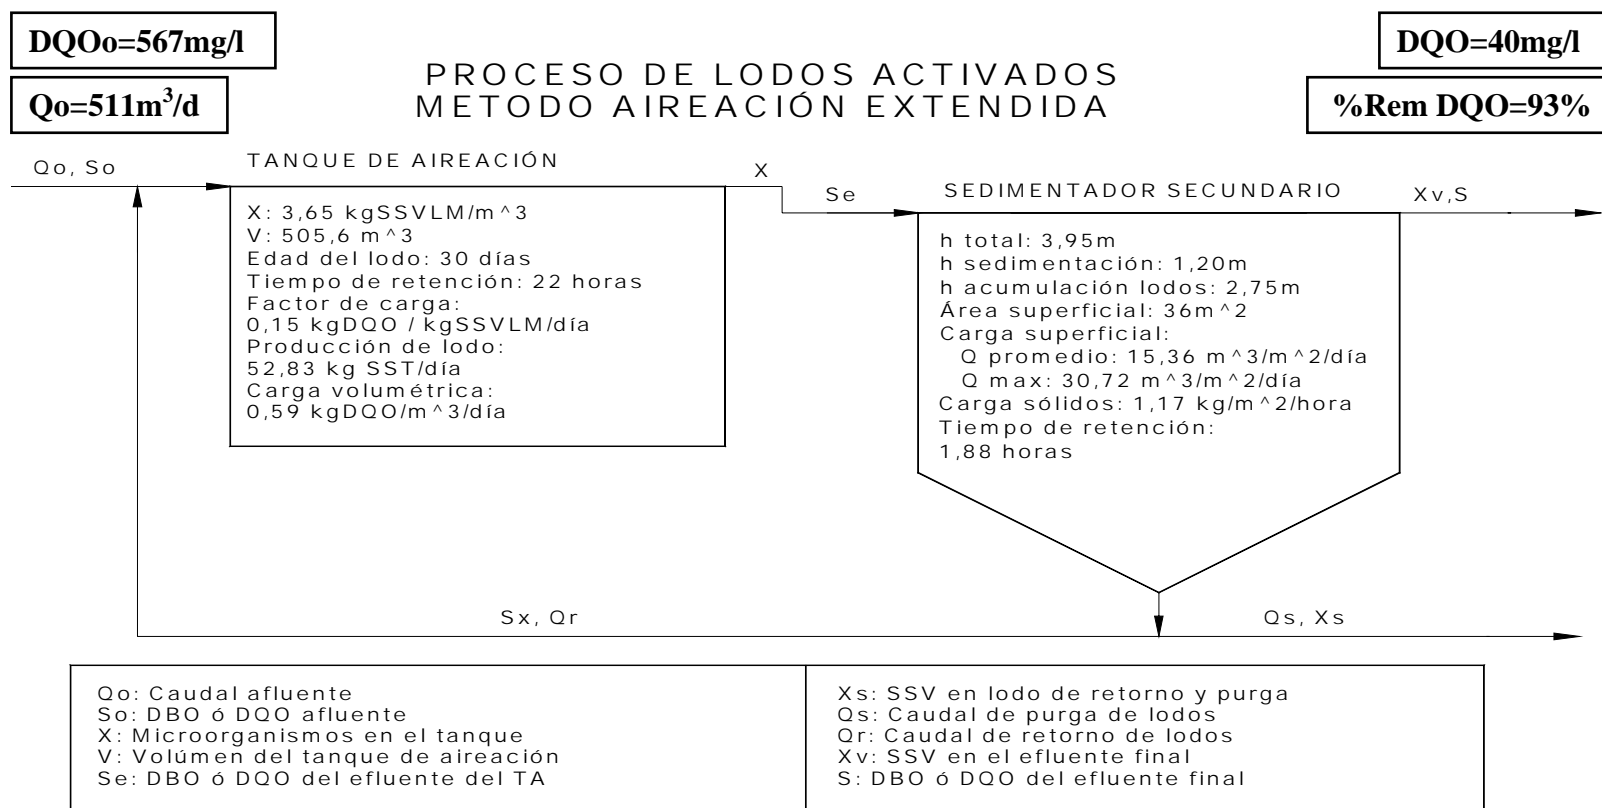 DQOo=567mg/l
Qo=511m³/d
PROCESO DE LODOS ACTIVADOS
METODO AIREACIÓN EXTENDIDA
DQO=40mg/l
%Rem DQO=93%
Qo, So
TANQUE DE AIREACIÓN
X: 3,65 kgSSVLM/m^3
V: 505,6 m^3
Edad del lodo: 30 días
Tiempo de retención: 22 horas
Factor de carga:
0,15 kgDQO / kgSSVLM/día
Producción de lodo:
52,83 kg SST/día
Carga volumétrica:
0,59 kgDQO/m^3/día
X
Se
SEDIMENTADOR SECUNDARIO
h total: 3,95m
h sedimentación: 1,20m
h acumulación lodos: 2,75m
Área superficial: 36m^2
Carga superficial:
Q promedio: 15,36 m^3/m^2/día
Q max: 30,72 m^3/m^2/día
Carga sólidos: 1,17 kg/m^2/hora
Tiempo de retención:
1,88 horas
Xv,S
Sx, Qr
Qs, Xs
Qo: Caudal afluente
So: DBO ó DQO afluente
X: Microorganismos en el tanque
V: Volúmen del tanque de aireación
Se: DBO ó DQO del efluente del TA
Xs: SSV en lodo de retorno y purga
Qs: Caudal de purga de lodos
Qr: Caudal de retorno de lodos
Xv: SSV en el efluente final
S: DBO ó DQO del efluente final